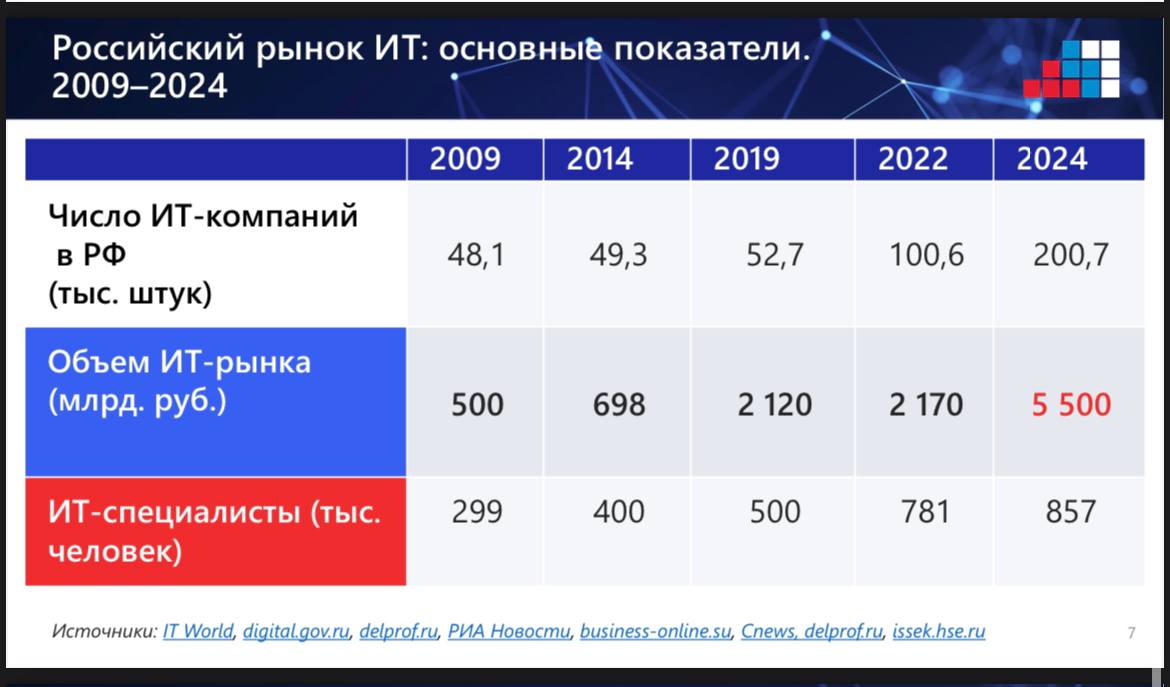 Российский рынок ИТ: основные показатели.
2009–2024
2009 2014 2019 2022 2024
Число ИТ-компаний
в РФ
(тыс. штук)
48,1 49,3 52,7 100,6 200,7
Объем ИТ-рынка
(млрд. руб.)
500 698 2 120 2 170 5 500
ИТ-специалисты (тыс.
человек)
299 400 500 781 857
Источники: IT World, digital.gov.ru, delprof.ru, РИА Новости, business-online.su, Cnews, delprof.ru, issek.hse.ru
7